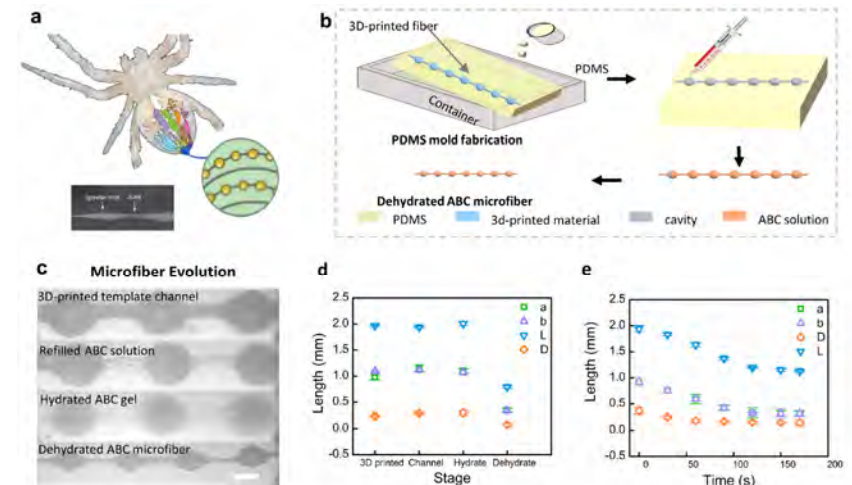 a
Joint
b
3D-printed fiber
PDMS
Container
PDMS mold fabrication
Dehydrated ABC microfiber
PDMS
3d-printed material
cavity
ABC solution
c
Microfiber Evolution
3D-printed template channel
Refilled ABC solution
Hydrated ABC gel
Dehydrated ABC microfiber
d
Length (mm)
2.5
2.0
1.5
1.0
0.5
0.0
a
b
L
D
3D printed Channel Hydrate Dehydrate
Stage
e
Length (mm)
2.5
2.0
1.5
1.0
0.5
0.0
a
b
D
L
0 50 100 150 200
Time (s)